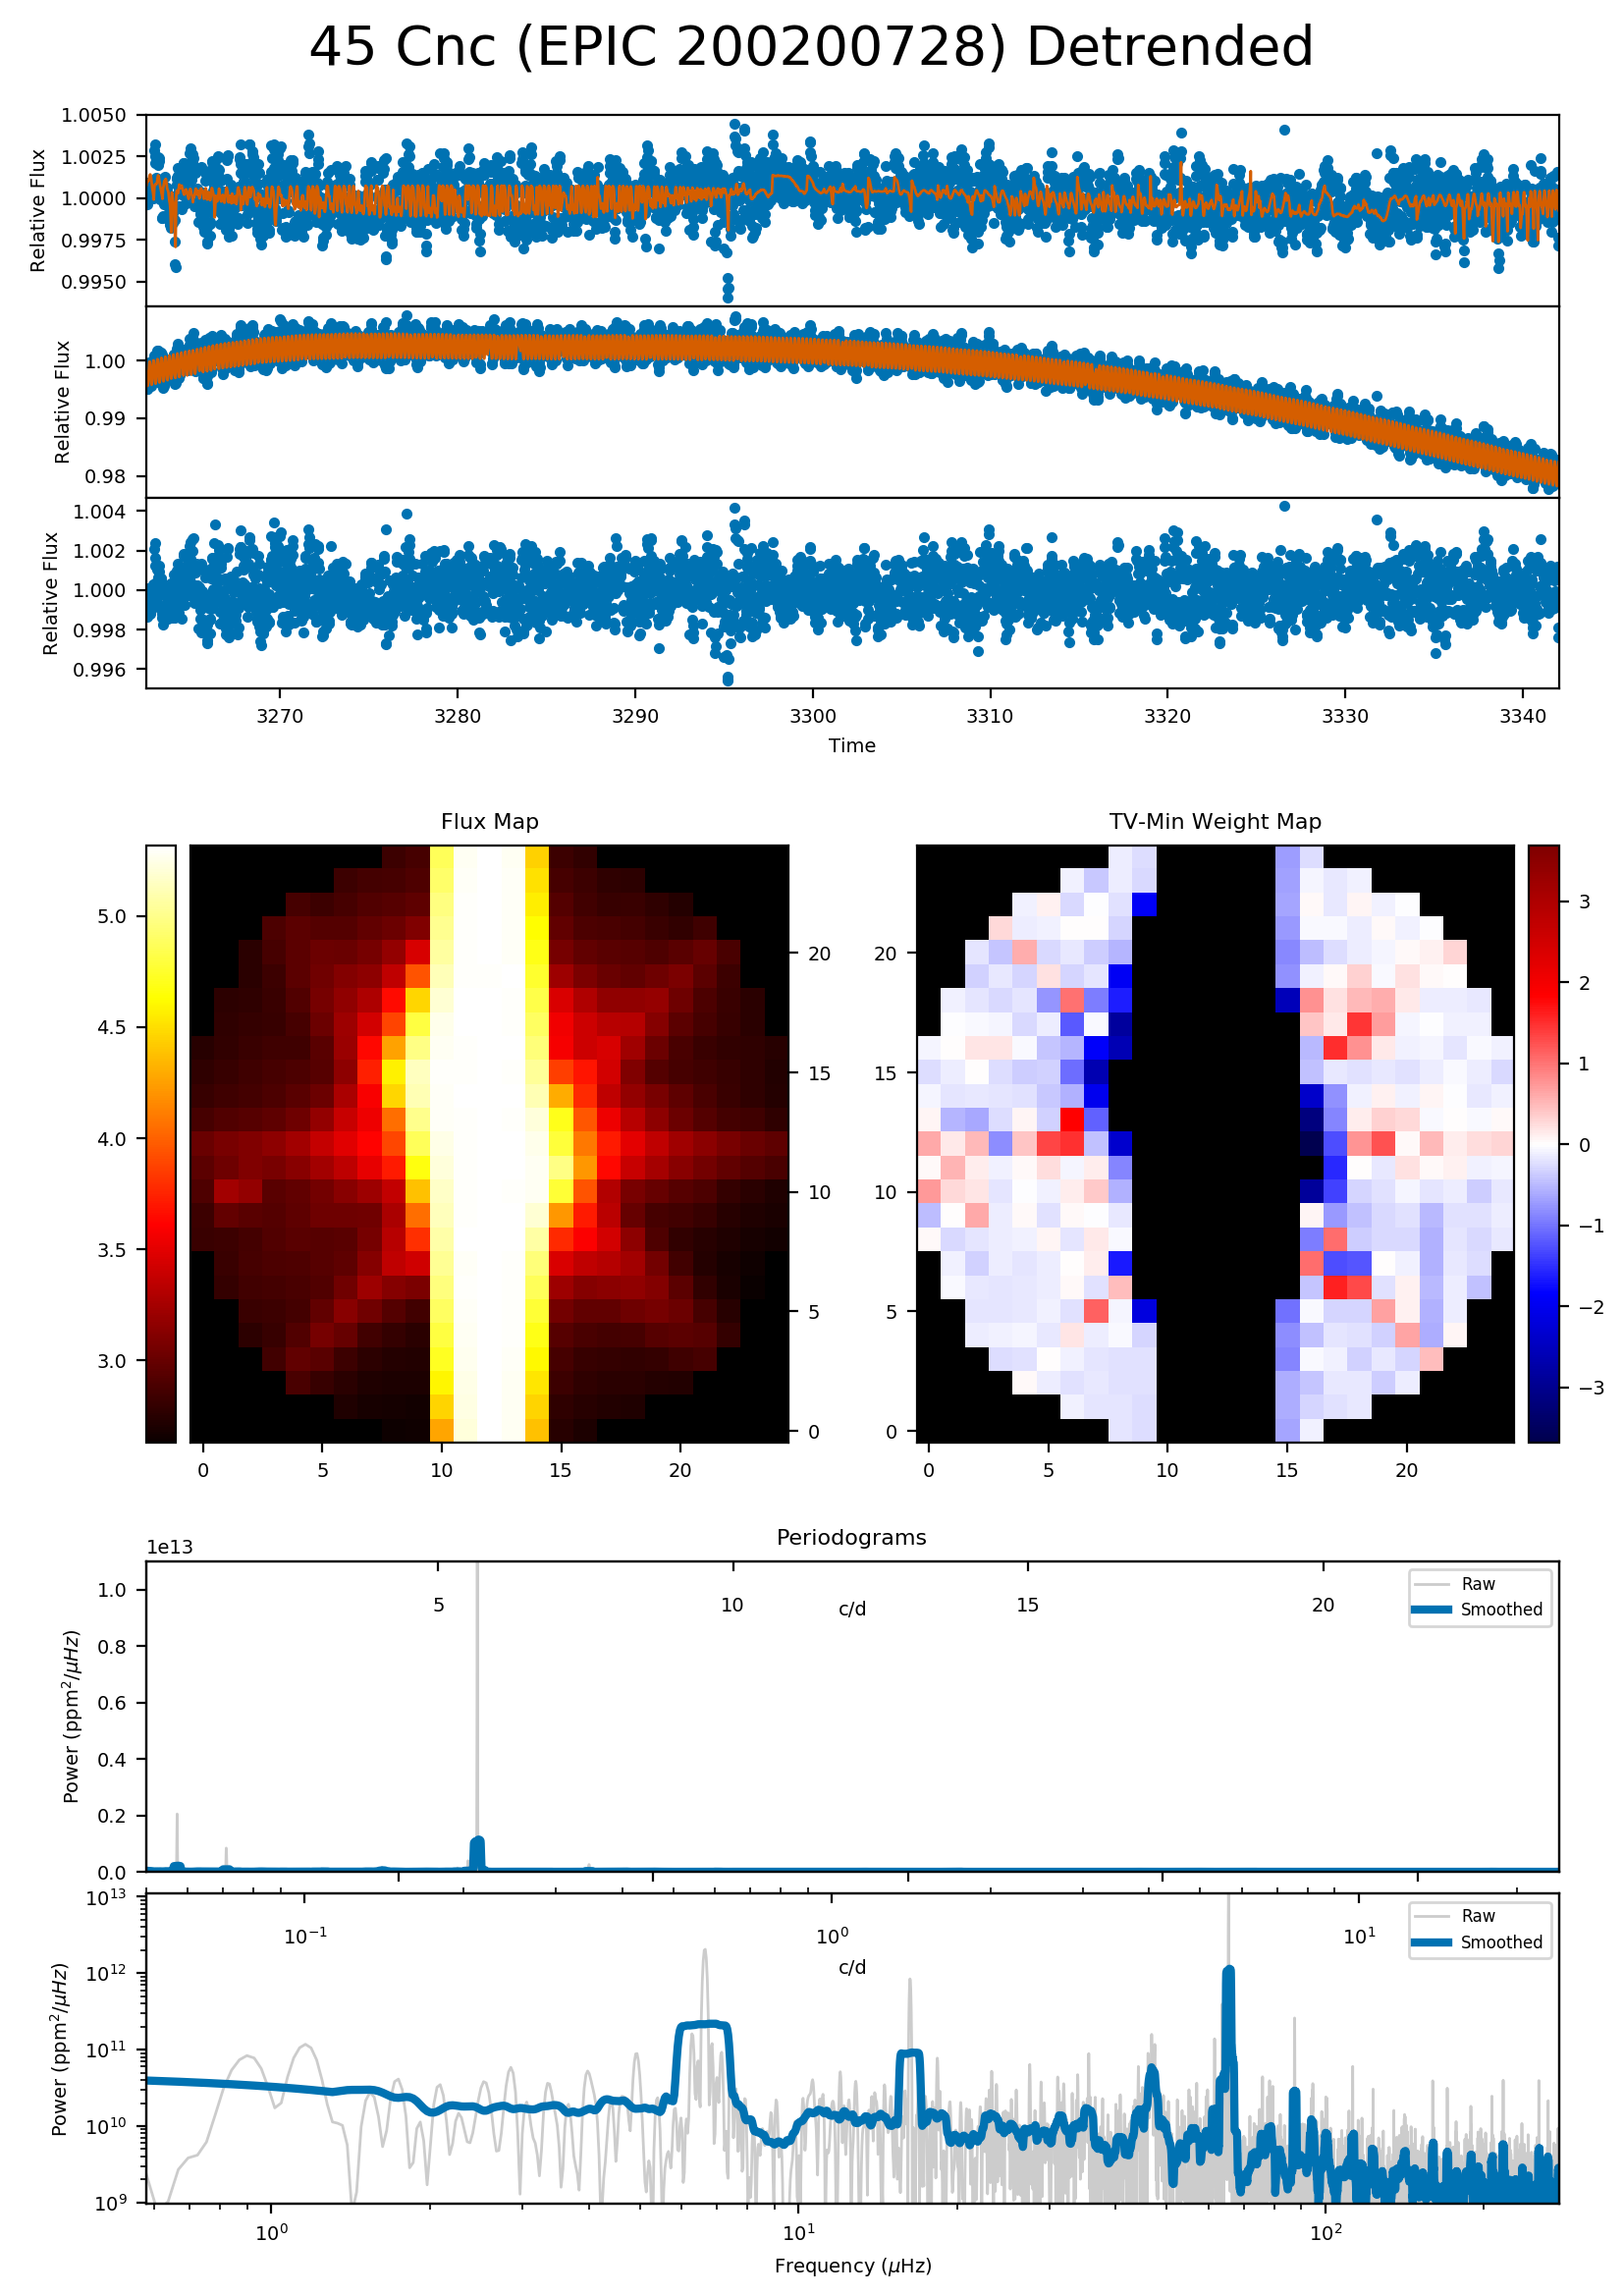 45 Cnc (EPIC 200200728) Detrended
1.0050
1.0025
1.0000
0.9975
0.9950
Relative Flux
1.00
0.99
0.98
Relative Flux
1.004
1.002
1.000
0.998
0.996
Relative Flux
3270 3280 3290 3300 3310 3320 3330 3340
Time
Flux Map
5.0
4.5
4.0
3.5
3.0
20
15
10
5
0
0 5 10 15 20
TV-Min Weight Map
20
15
10
5
0
0 5 10 15 20
3
2
1
0
−1
−2
−3
Periodograms
1e13
1.0
0.8
0.6
0.4
0.2
0.0
Power (ppm²/μHz)
5 10 15 20
c/d
Raw
Smoothed
10¹³
10¹²
10¹¹
10¹⁰
10⁹
Power (ppm²/μHz)
10⁻¹ 10⁰ 10¹
c/d
Raw
Smoothed
10⁰ 10¹ 10²
Frequency (μHz)